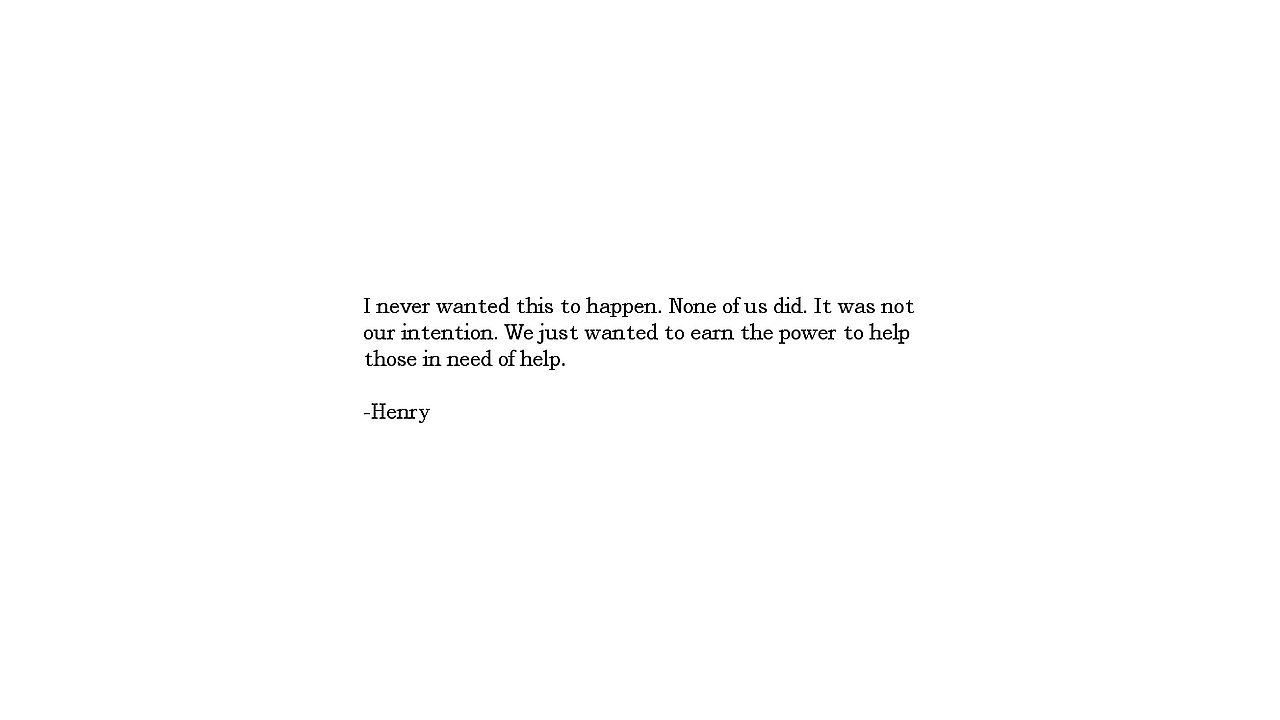 I never wanted this to happen. None of us did. It was not
our intention. We just wanted to earn the power to help
those in need of help.

-Henry